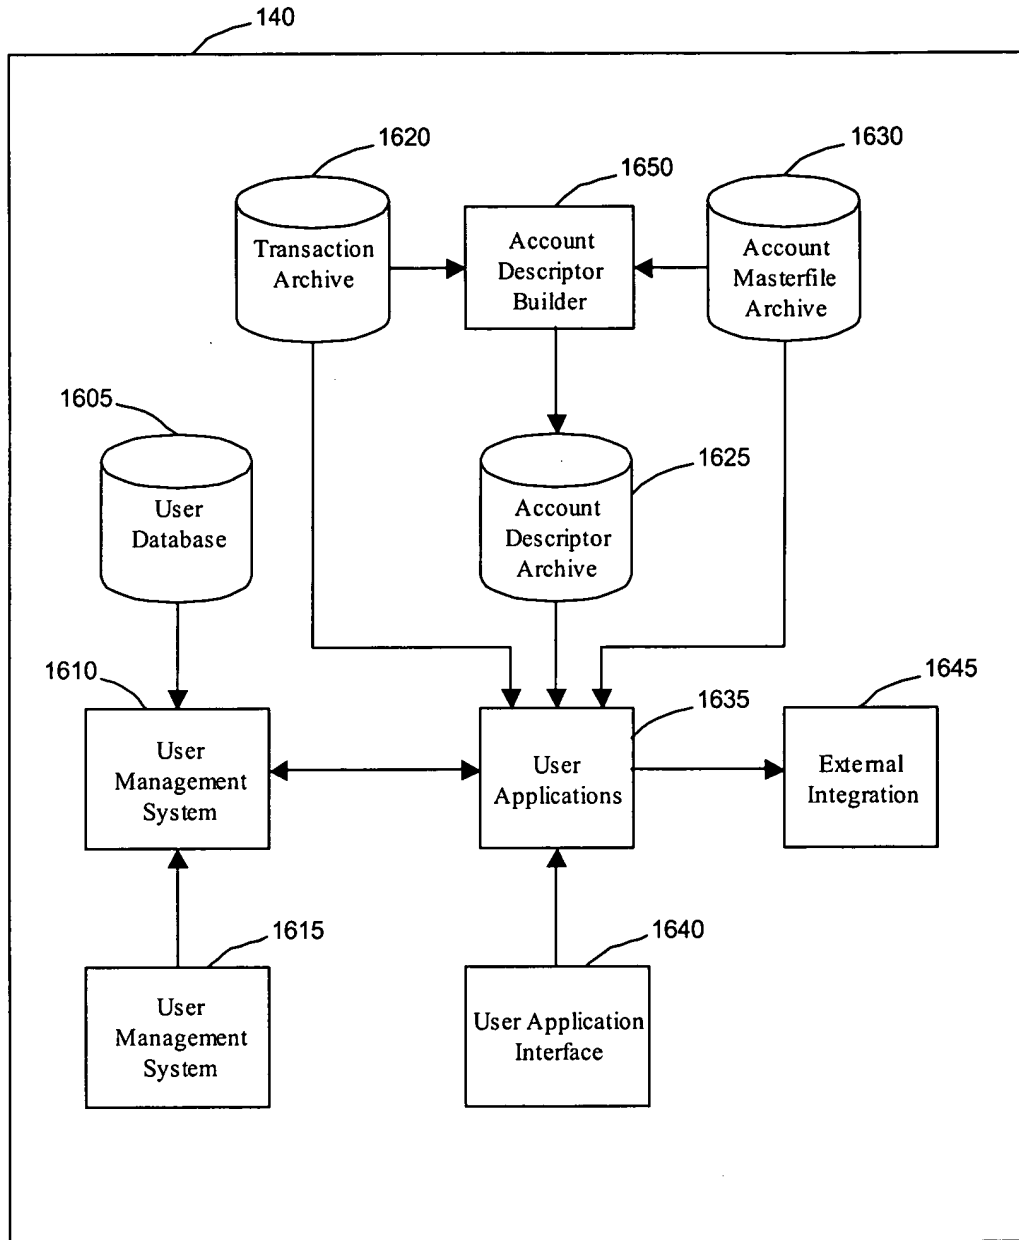 140
1620
1650
1630
Transaction
Archive
Account
Descriptor
Builder
Account
Masterfile
Archive
1605
1625
User
Database
Account
Descriptor
Archive
1610
1635
1645
User
Management
System
User
Applications
External
Integration
1615
1640
User
Management
System
User Application
Interface